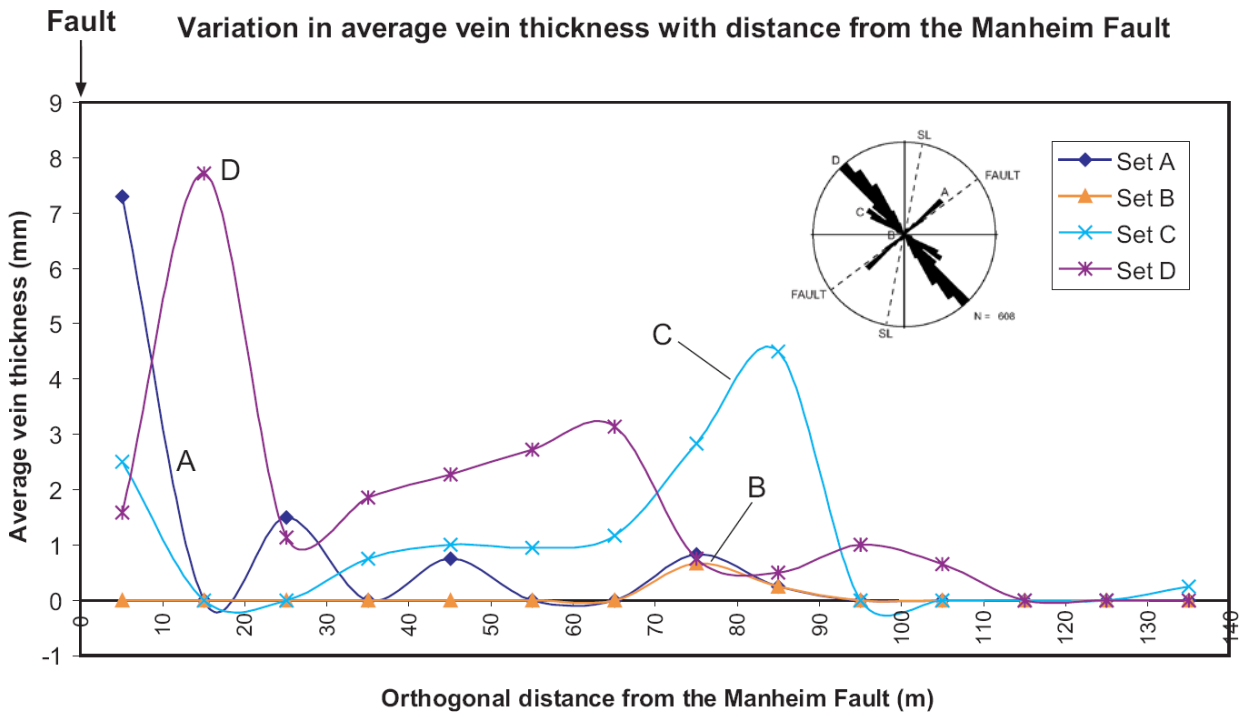 Fault
Variation in average vein thickness with distance from the Manheim Fault
Average vein thickness (mm)
9
8
7
6
5
4
3
2
1
0
-1
D
A
C
B
SL
D
FAULT
A
C
B
FAULT
SL
N = 608
Set A
Set B
Set C
Set D
0
10
20
30
40
50
60
70
80
90
100
110
120
130
140
Orthogonal distance from the Manheim Fault (m)